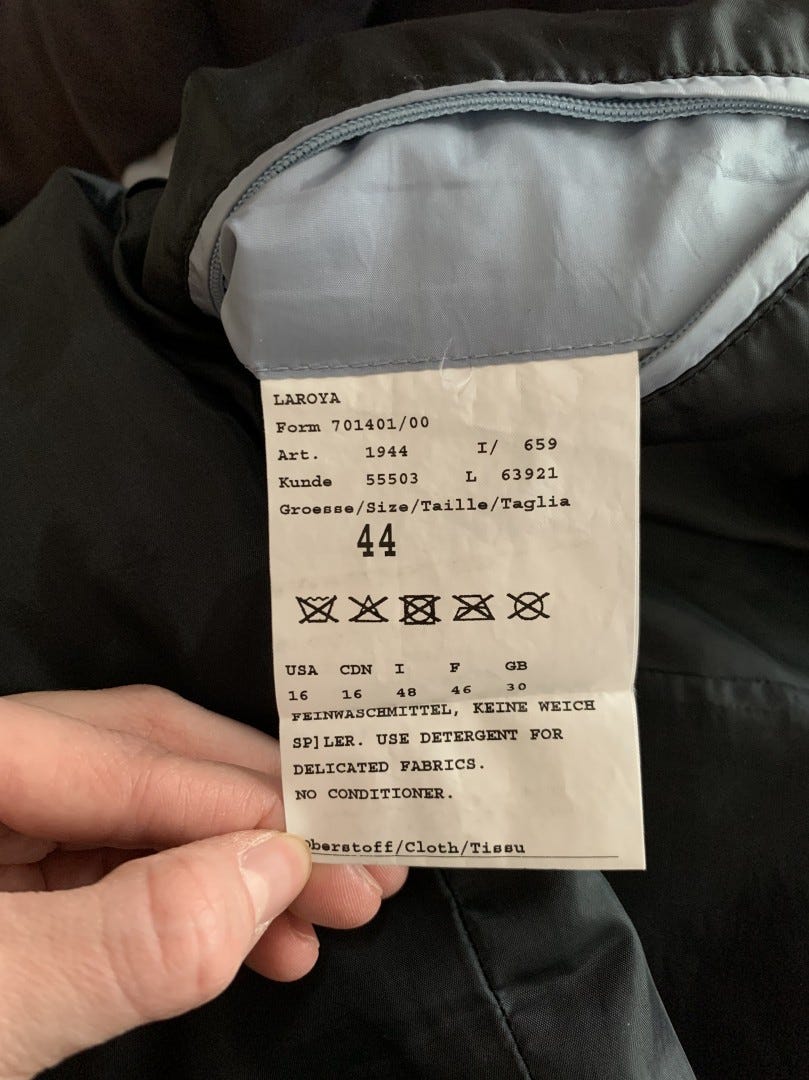 LAROYA
Form 701401/00
Art. 1944 I/ 659
Kunde 55503 L 63921
Groesse/Size/Taille/Taglia
44
USA CDN I F GB
16 16 48 46 30
FEINWASCHMITTEL, KEINE WEICH
SP]LER. USE DETERGENT FOR
DELICATED FABRICS.
NO CONDITIONER.
Oberstoff/Cloth/Tissu